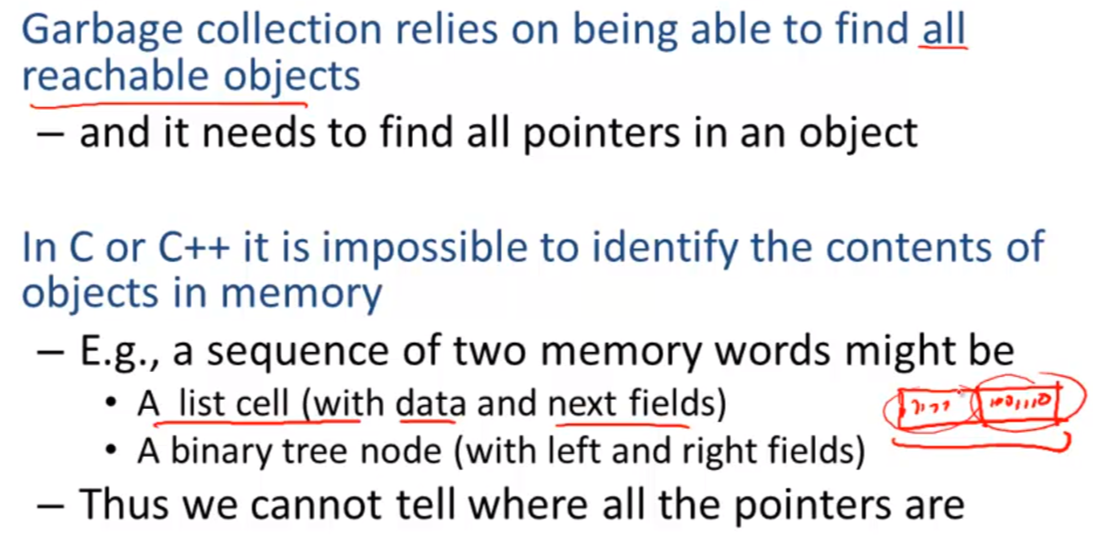 Garbage collection relies on being able to find all
reachable objects
– and it needs to find all pointers in an object
In C or C++ it is impossible to identify the contents of
objects in memory
– E.g., a sequence of two memory words might be
• A list cell (with data and next fields)
• A binary tree node (with left and right fields)
– Thus we cannot tell where all the pointers are